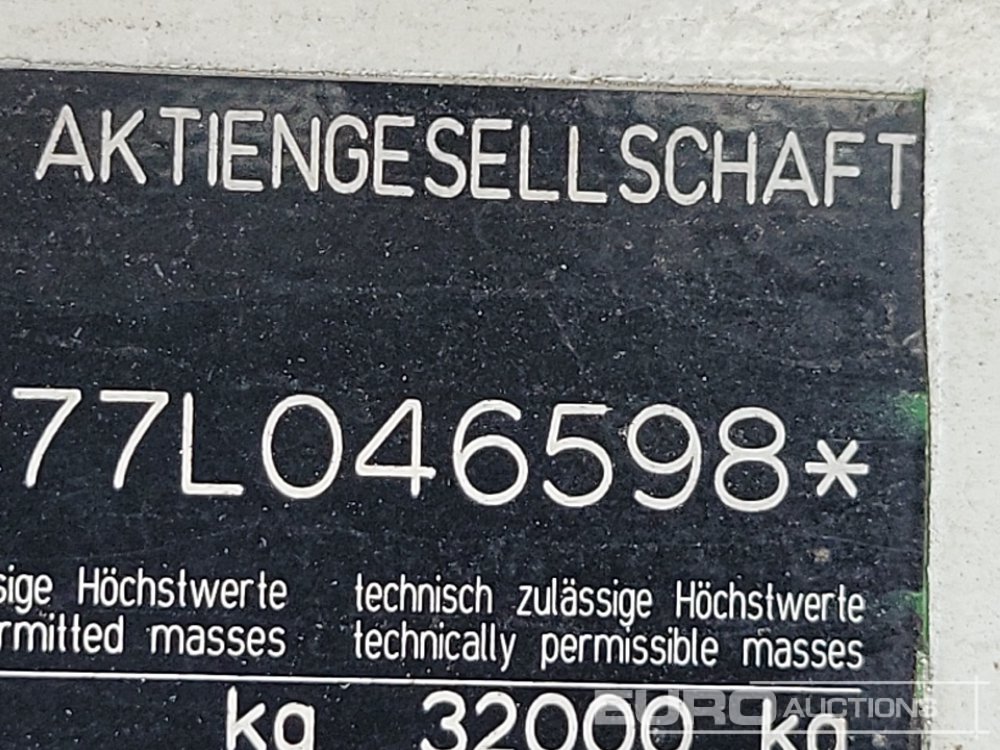 AKTIENGESELLSCHAFT
77L046598*
technisch zulässige Höchstwerte
Höchstwerte
masses technically permissible masses
kg 32000 kg
EURO AUCTIONS